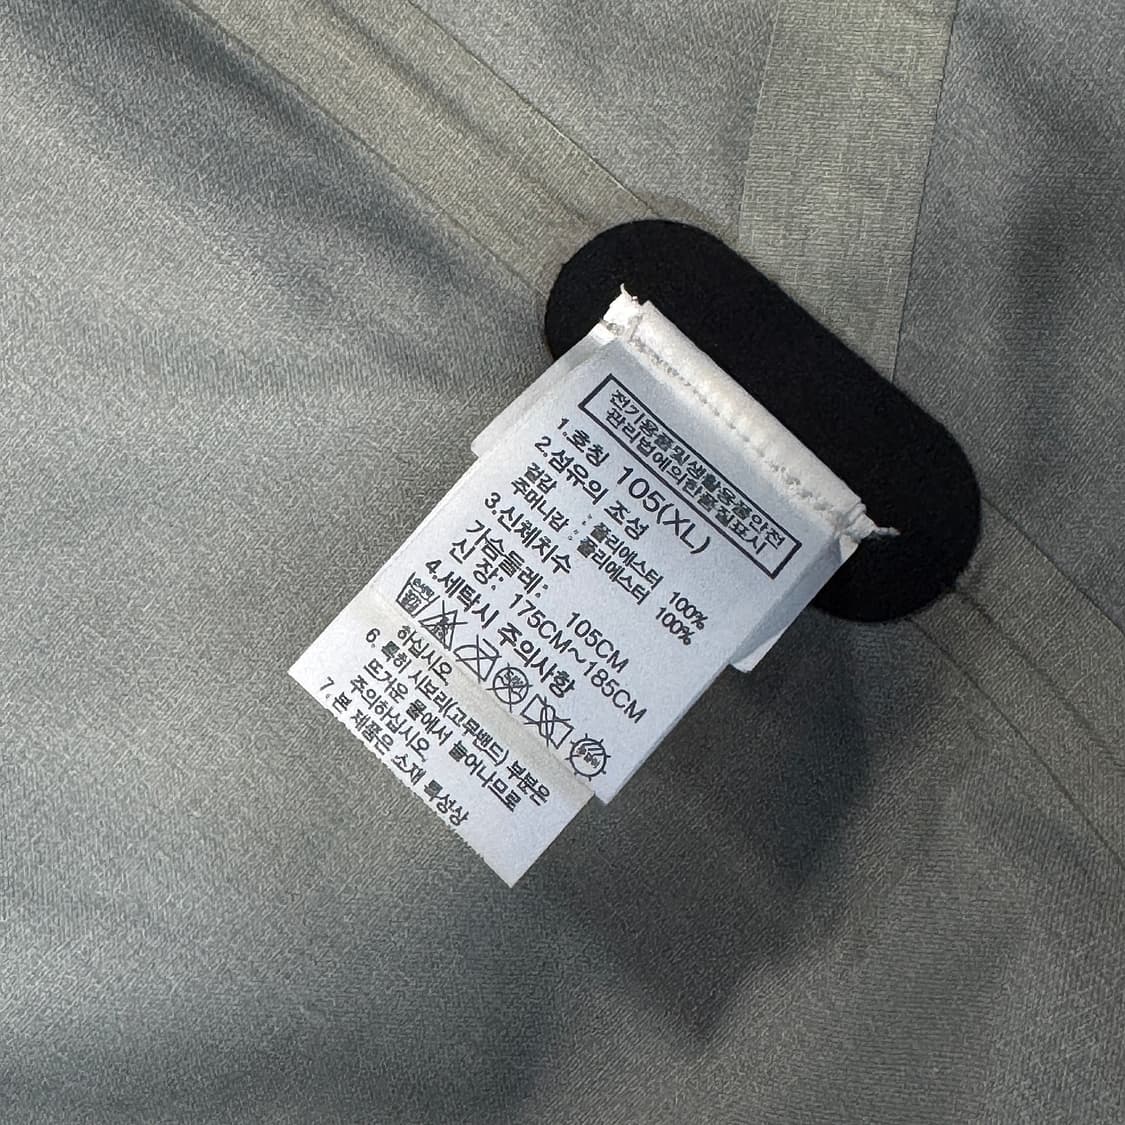 전기용품및생활용품안전
관리법에의한품질표시
1.호칭 105(XL)
2.섬유의 조성
겉감 : 폴리에스터 100%
주머니감 : 폴리에스터 100%
3.신체치수
가슴둘레: 105CM
신 장: 175CM~185CM
4.세탁시 주의사항
하십시오
6. 특히 시보리(고무밴드) 부분은
뜨거운 물에서 늘어나므로
주의하십시오.
7. 본 제품은 소재 특성상